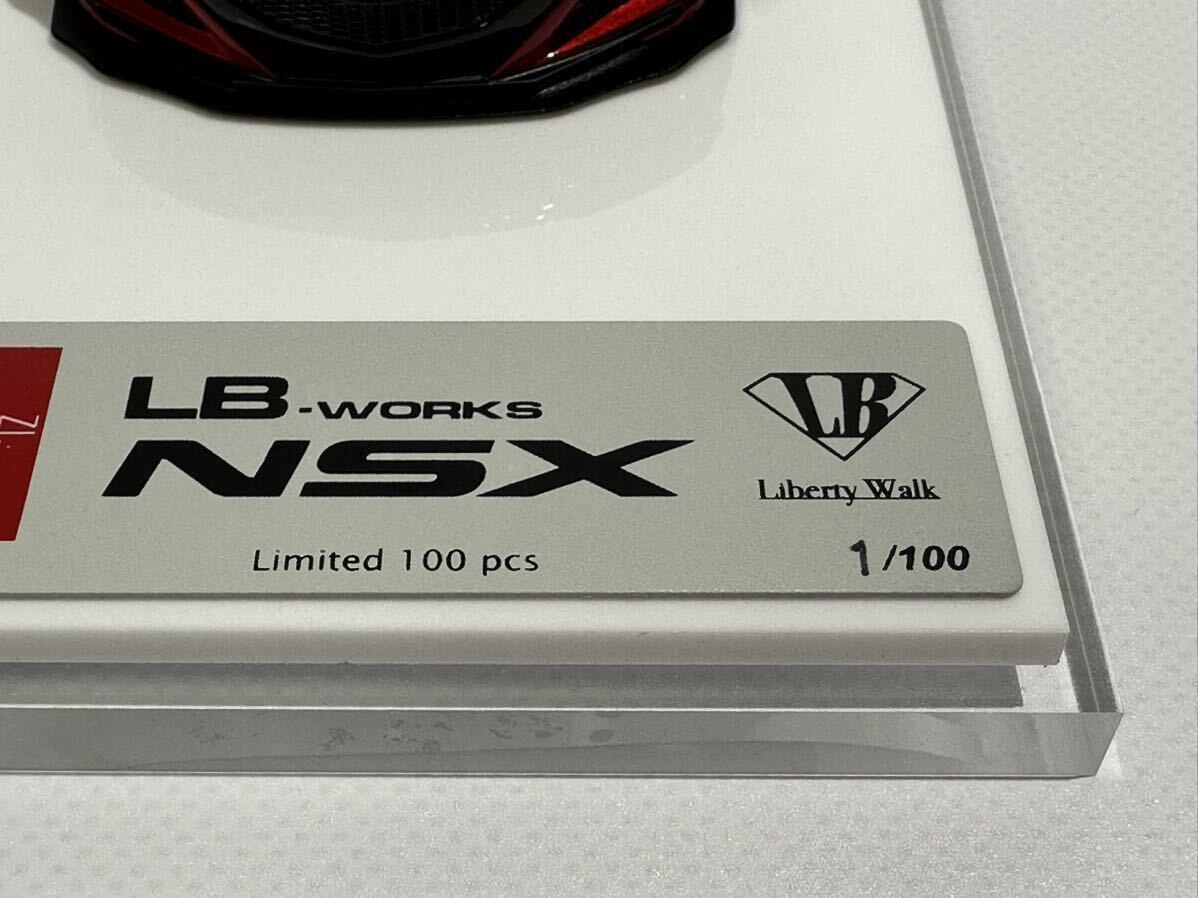 LB-WORKS
NSX
LB
Liberty Walk
Limited 100 pcs
1/100